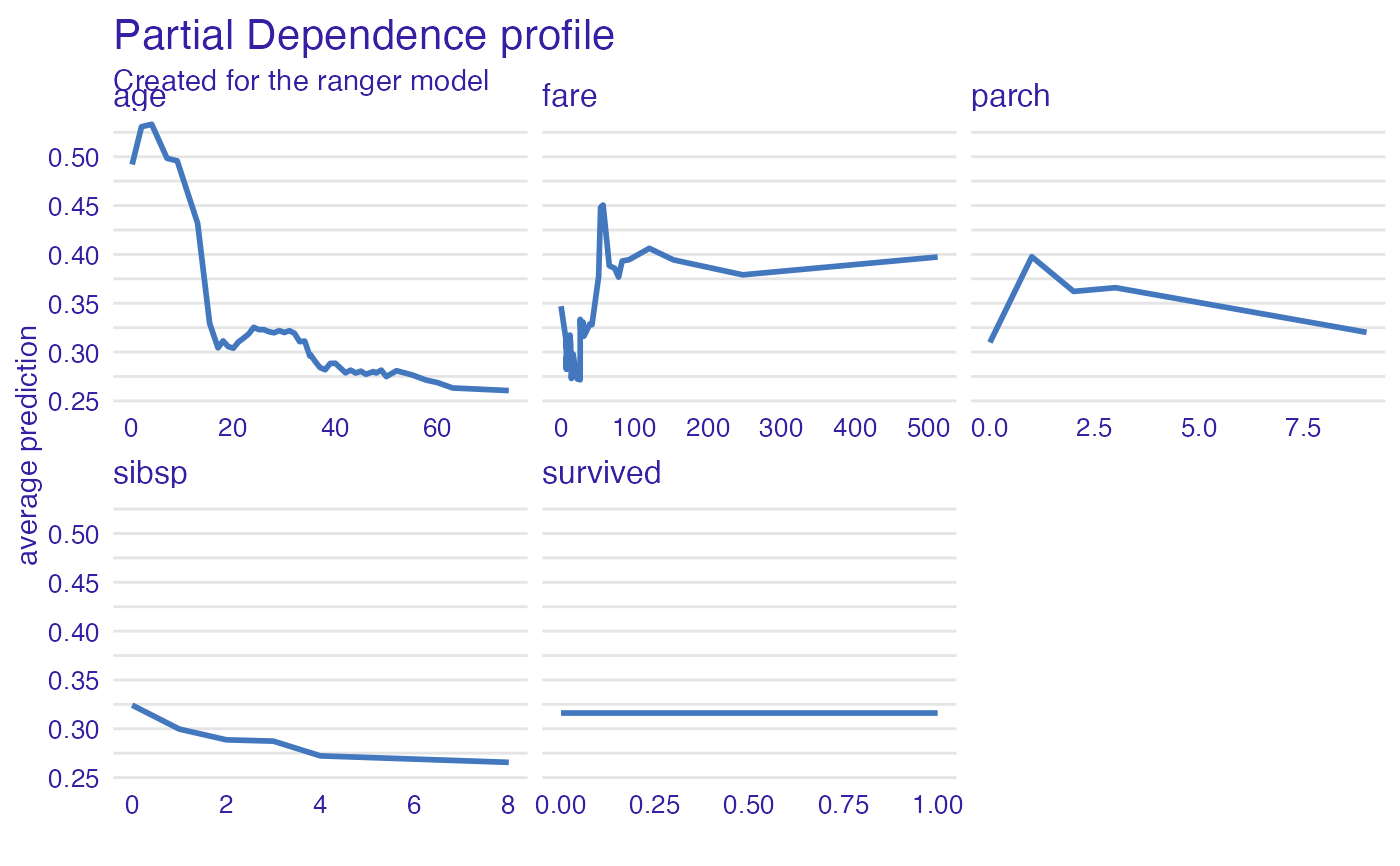 Partial Dependence profile
Created for the ranger model
age fare parch
0.50
0.45
0.40
0.35
0.30
0.25
0 20 40 60 0 100 200 300 400 500 0.0 2.5 5.0 7.5
average prediction
sibsp survived
0.50
0.45
0.40
0.35
0.30
0.25
0 2 4 6 8 0.00 0.25 0.50 0.75 1.00